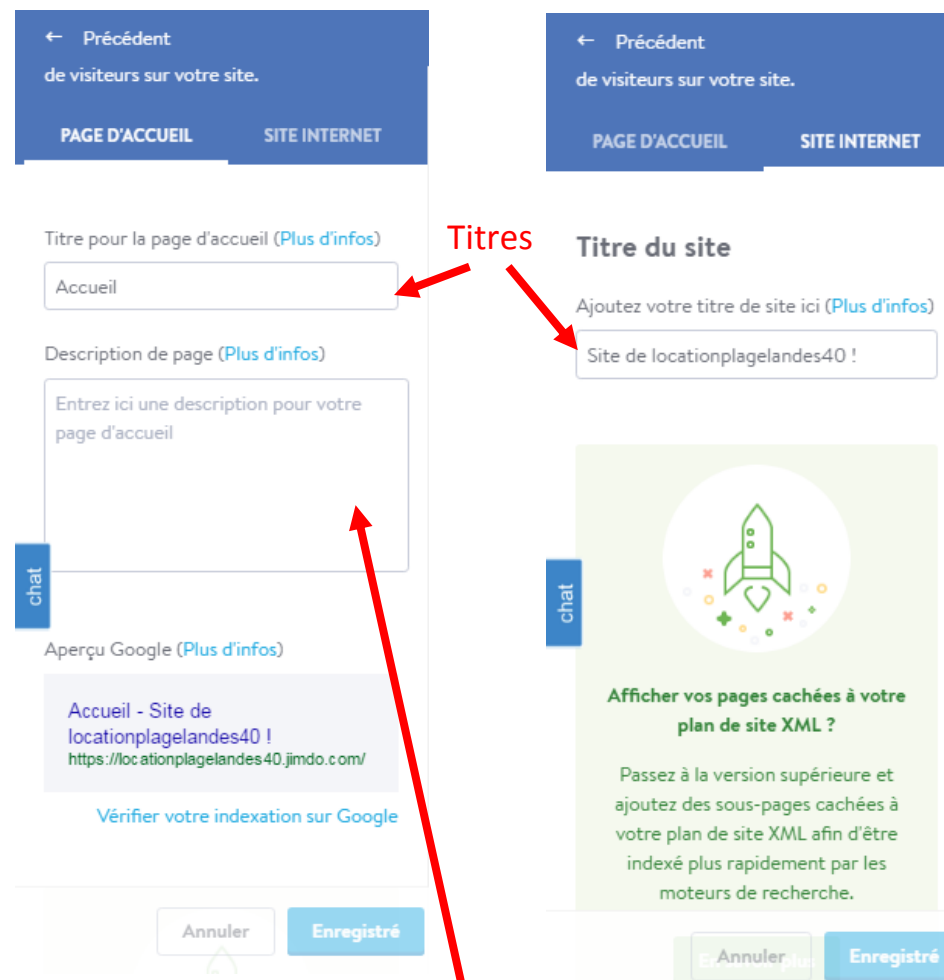 ← Précédent
de visiteurs sur votre site.
PAGE D'ACCUEIL SITE INTERNET
Titre pour la page d'accueil (Plus d'infos)
Accueil
Description de page (Plus d'infos)
Entrez ici une description pour votre
page d'accueil
chat
Aperçu Google (Plus d'infos)
Accueil - Site de
locationplagelandes40 !
https://locationplagelandes40.jimdo.com/
Vérifier votre indexation sur Google
Annuler Enregistré
Titres
← Précédent
de visiteurs sur votre site.
PAGE D'ACCUEIL SITE INTERNET
Titre du site
Ajoutez votre titre de site ici (Plus d'infos)
Site de locationplagelandes40 !
chat
Afficher vos pages cachées à votre
plan de site XML ?
Passez à la version supérieure et
ajoutez des sous-pages cachées à
votre plan de site XML afin d'être
indexé plus rapidement par les
moteurs de recherche.
Annuler Enregistré